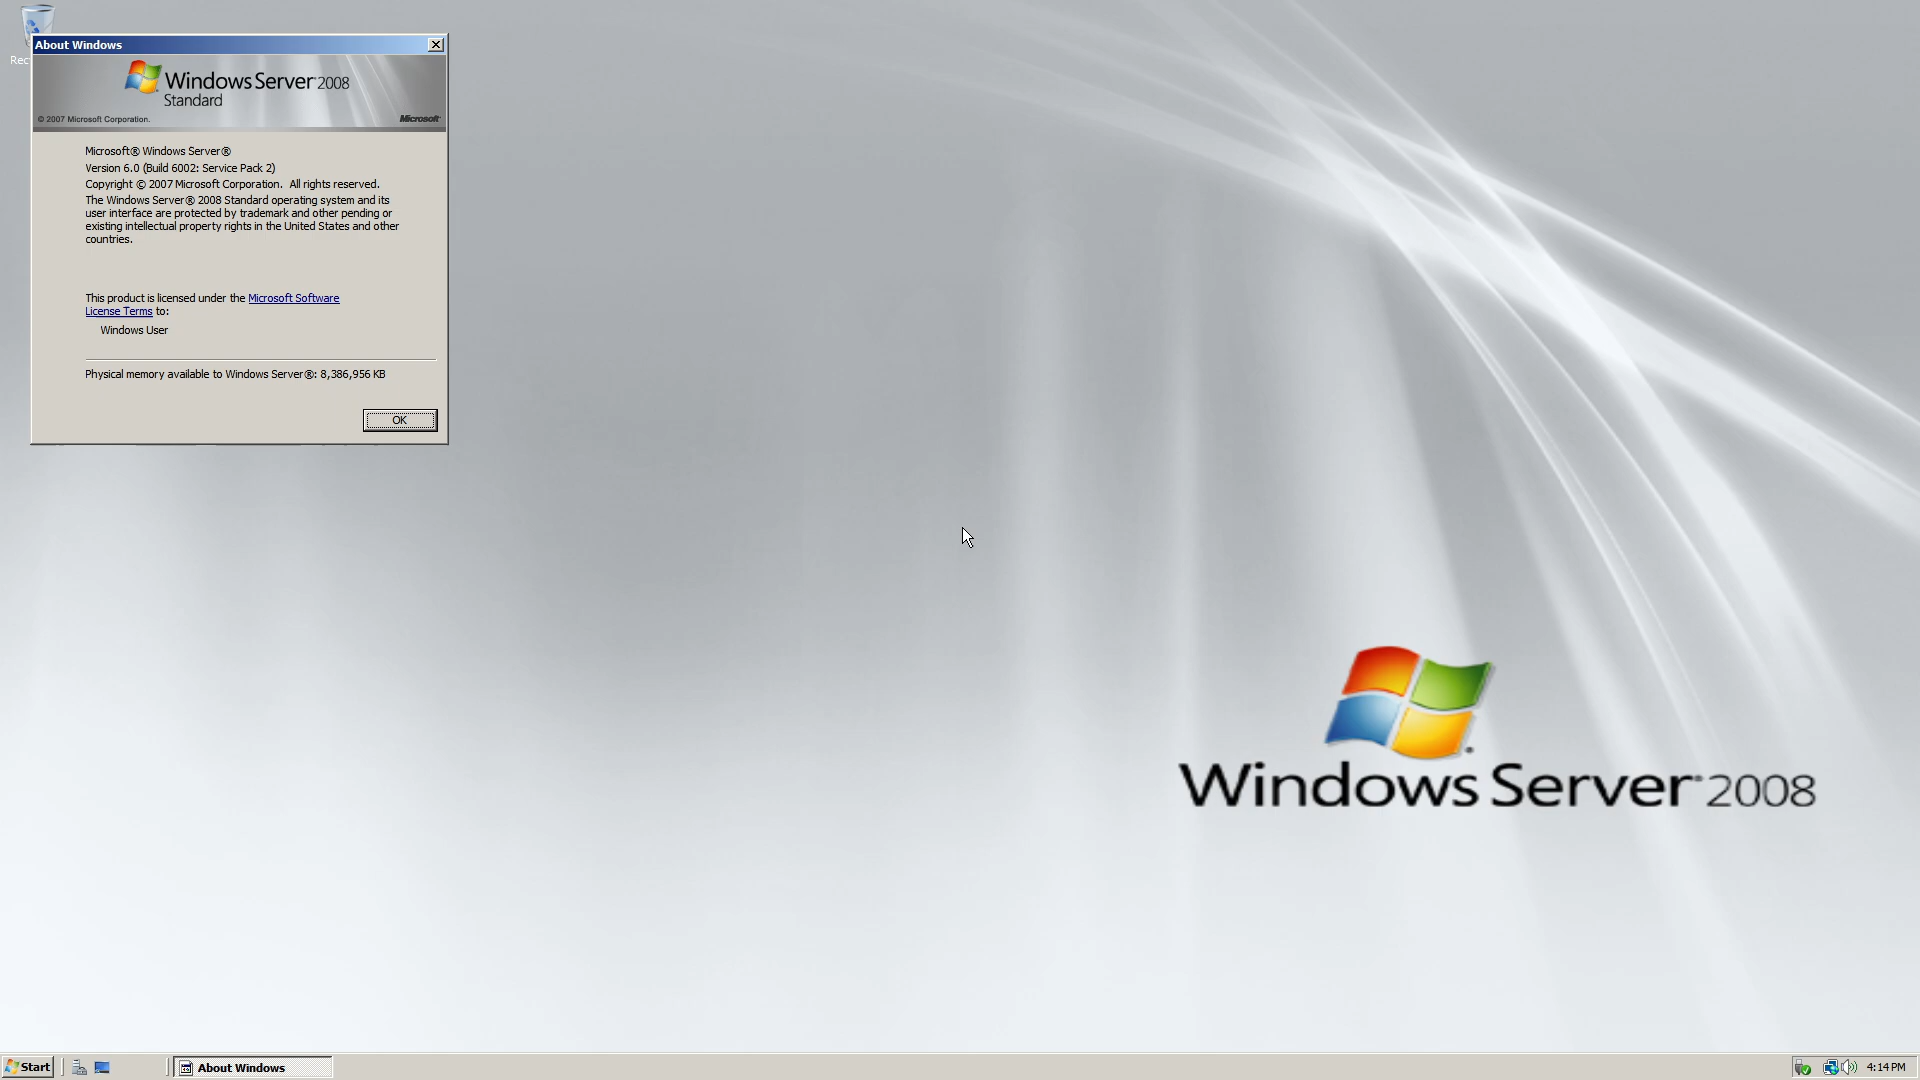 Rec
About Windows
Windows Server 2008
Standard
© 2007 Microsoft Corporation.
Microsoft
Microsoft® Windows Server®
Version 6.0 (Build 6002: Service Pack 2)
Copyright © 2007 Microsoft Corporation.  All rights reserved.
The Windows Server® 2008 Standard operating system and its
user interface are protected by trademark and other pending or
existing intellectual property rights in the United States and other
countries.
This product is licensed under the Microsoft Software
License Terms to:
Windows User
Physical memory available to Windows Server®: 8,386,956 KB
OK
Windows Server 2008
Start
About Windows
4:14 PM